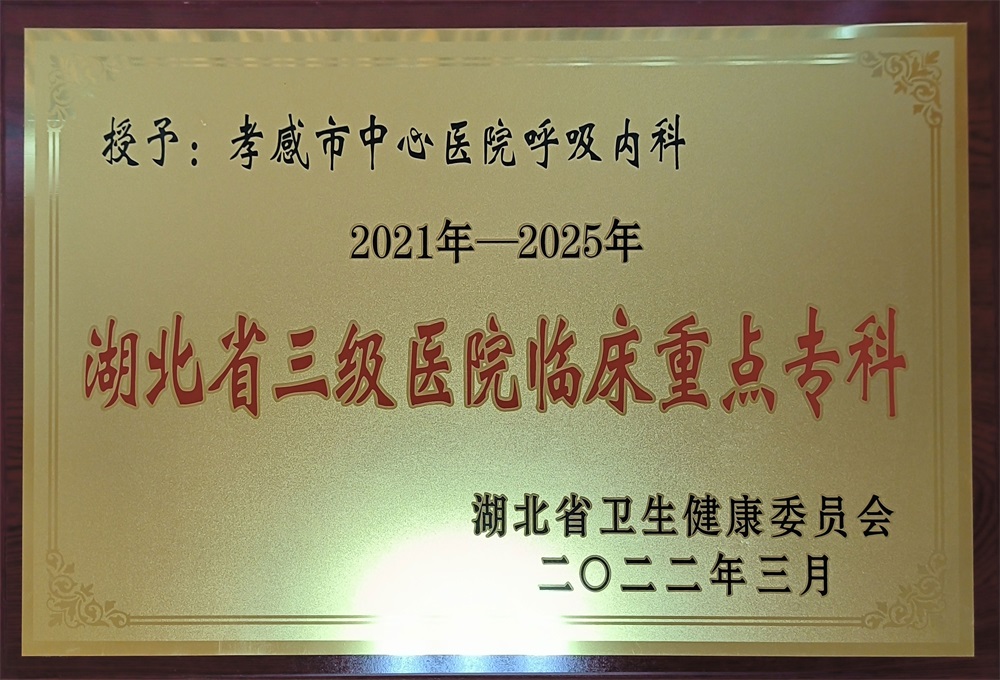 授予：孝感市中心医院呼吸内科
2021年—2025年
湖北省三级医院临床重点专科
湖北省卫生健康委员会
二〇二二年三月